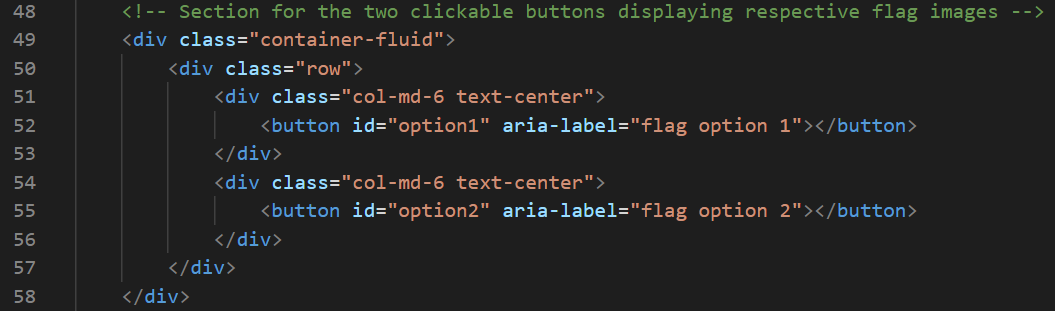 48 <!-- Section for the two clickable buttons displaying respective flag images -->
49 <div class="container-fluid">
50 <div class="row">
51 <div class="col-md-6 text-center">
52 <button id="option1" aria-label="flag option 1"></button>
53 </div>
54 <div class="col-md-6 text-center">
55 <button id="option2" aria-label="flag option 2"></button>
56 </div>
57 </div>
58 </div>